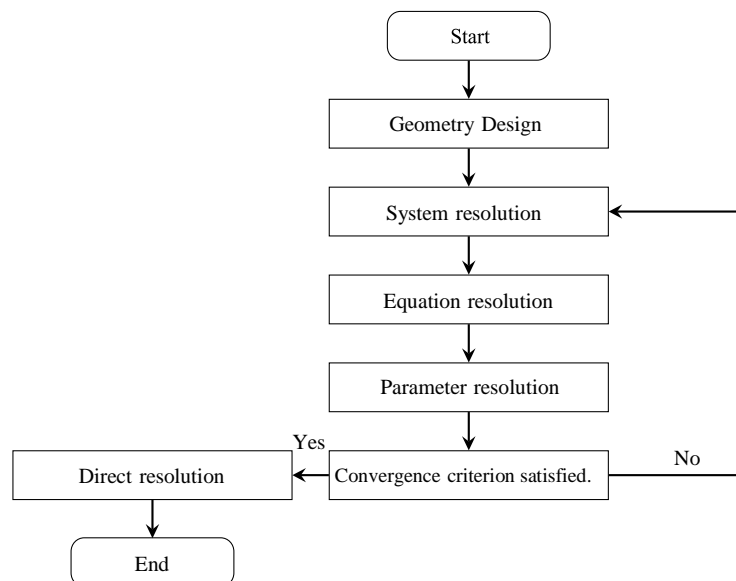 Start
Geometry Design
System resolution
Equation resolution
Parameter resolution
Yes
No
Direct resolution
Convergence criterion satisfied.
End